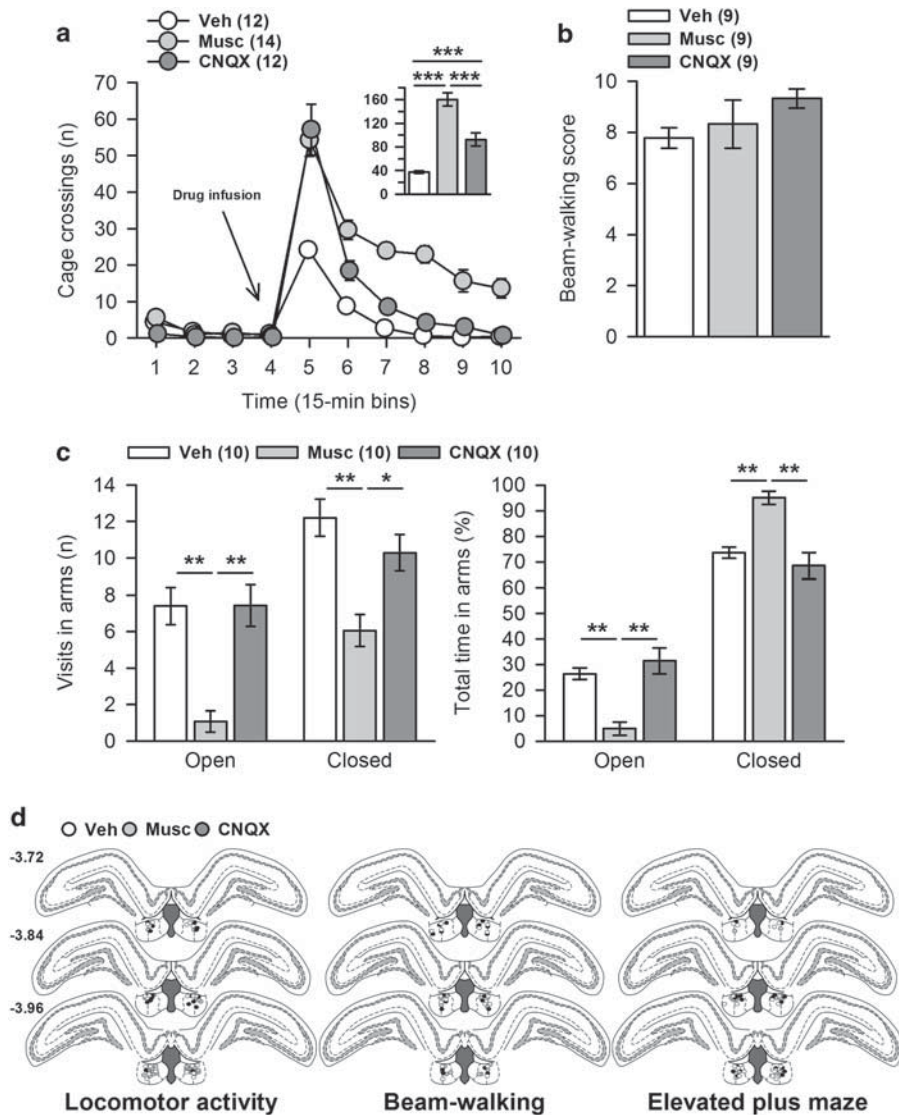 a
Veh (12)
Musc (14)
CNQX (12)
Cage crossings (n)
70
60
50
40
30
20
10
0
Drug infusion
***
*** ***
160
120
80
40
0
1 2 3 4 5 6 7 8 9 10
Time (15-min bins)
b
Veh (9)
Musc (9)
CNQX (9)
Beam-walking score
10
8
6
4
2
0
c
Veh (10) Musc (10) CNQX (10)
Visits in arms (n)
14
12
10
8
6
4
2
0
** **
** *
Open Closed
Total time in arms (%)
100
90
80
70
60
50
40
30
20
10
0
** **
** **
Open Closed
d
Veh Musc CNQX
-3.72
-3.84
-3.96
Locomotor activity Beam-walking Elevated plus maze